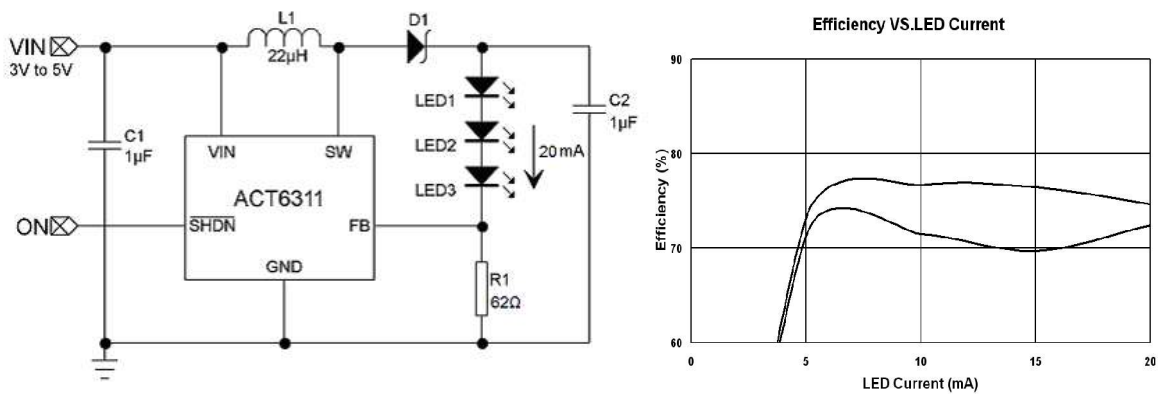 VIN
3V to 5V
L1
22µH
D1
C1
1µF
VIN
SW
ACT6311
SHDN
FB
GND
ON
LED1
LED2
LED3
20mA
C2
1µF
R1
62Ω
Efficiency VS.LED Current
Efficiency (%)
90
80
70
60
0
5
10
15
20
LED Current (mA)